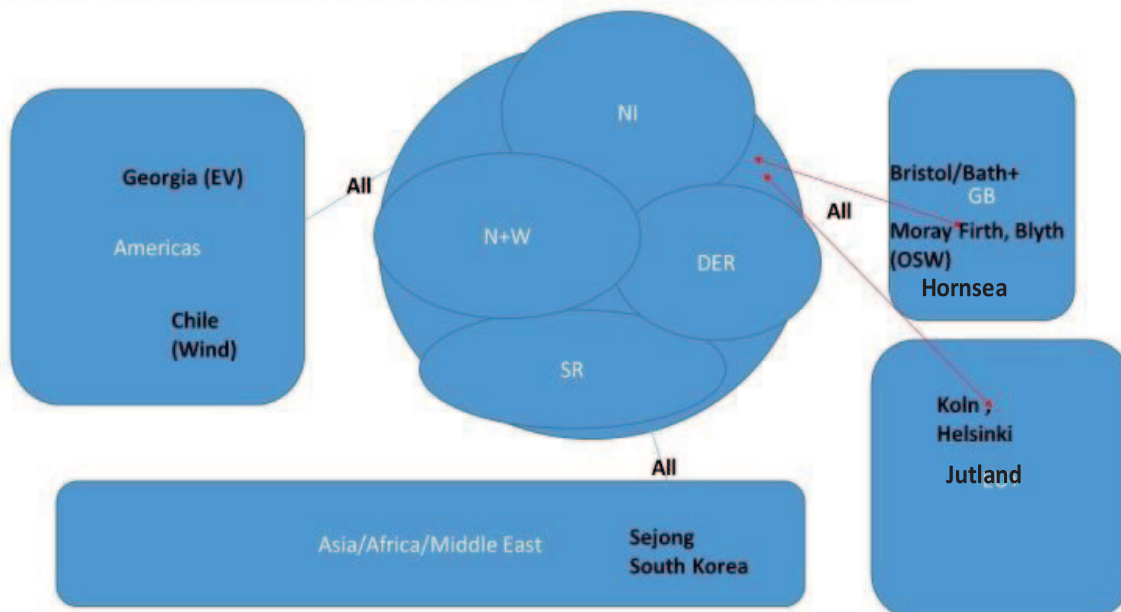 NI
Georgia (EV)
All
Bristol/Bath+
GB
All
Americas
N+W
DER
Moray Firth, Blyth
(OSW)
Hornsea
Chile
(Wind)
SR
Koln ,
Helsinki
All
Jutland
Asia/Africa/Middle East
Sejong
South Korea